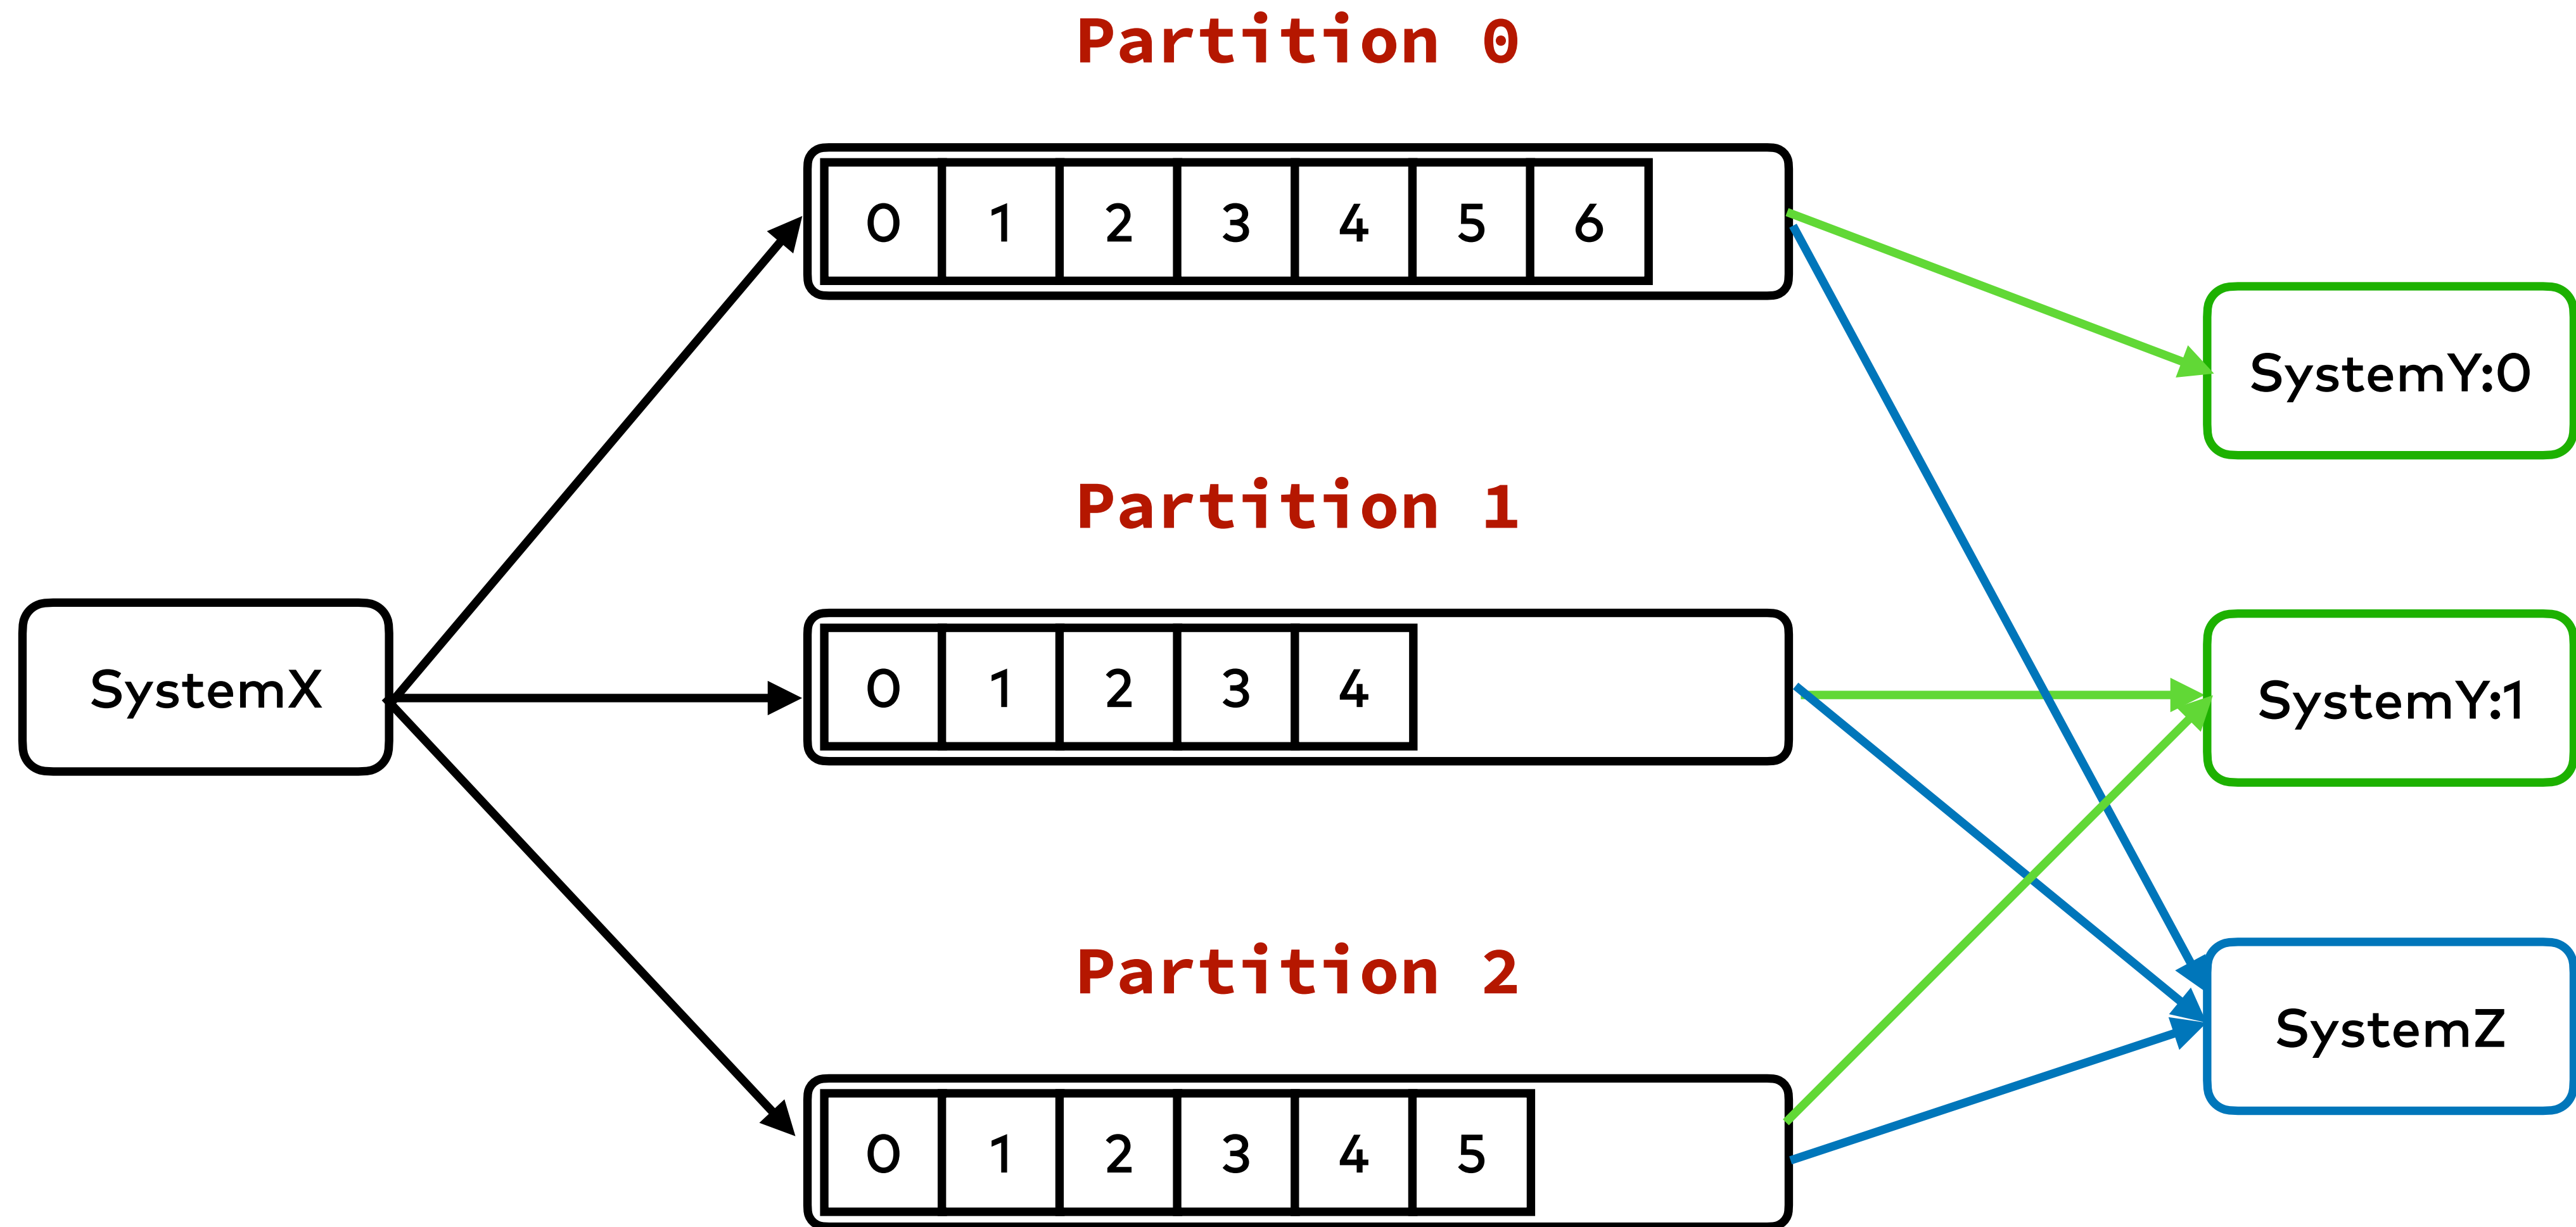 Partition 0
0 1 2 3 4 5 6
SystemY:0
Partition 1
SystemX
0 1 2 3 4
SystemY:1
Partition 2
SystemZ
0 1 2 3 4 5